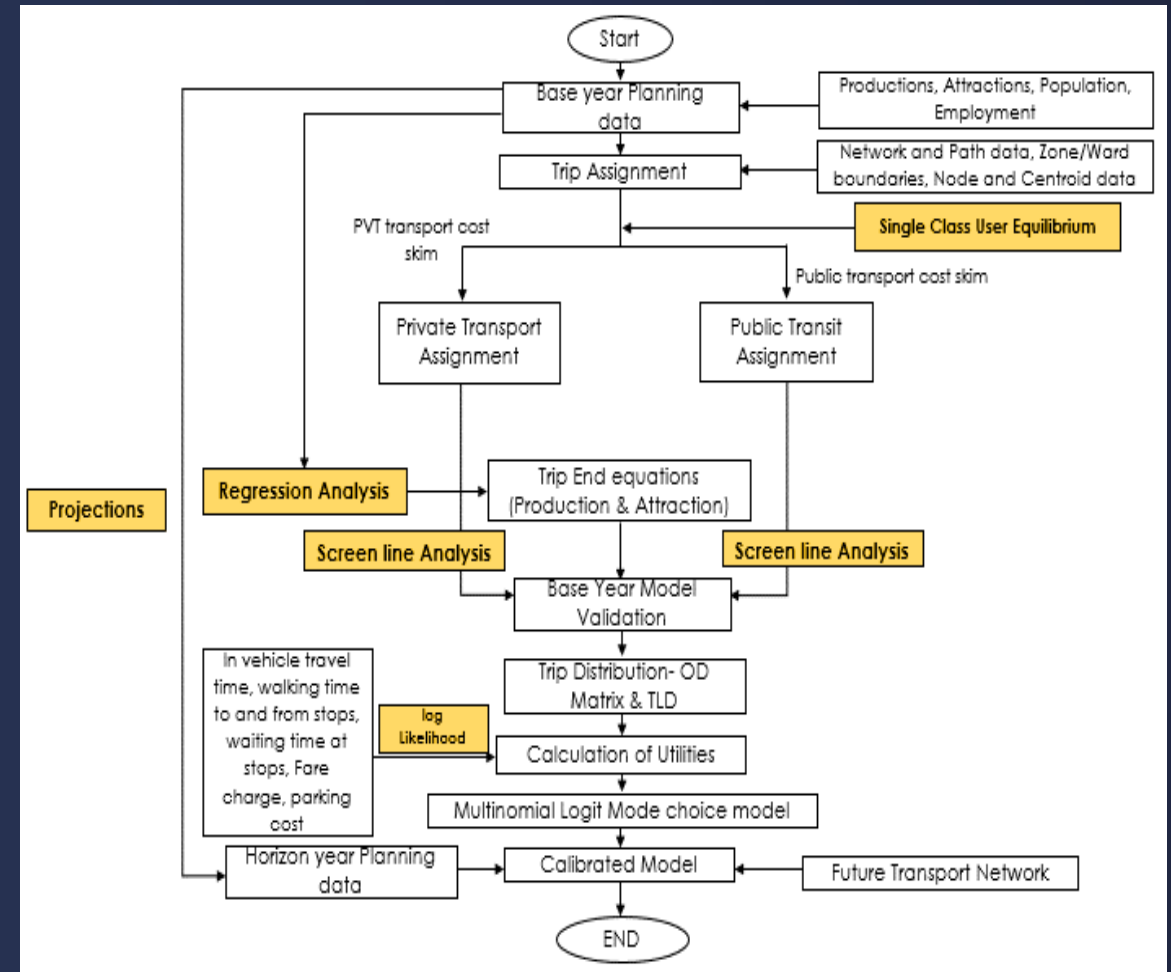 Start
Base year Planning
data
Productions, Attractions, Population,
Employment
Trip Assignment
Network and Path data, Zone/Ward
boundaries, Node and Centroid data
PVT transport cost
skim
Single Class User Equilibrium
Public transport cost skim
Private Transport
Assignment
Public Transit
Assignment
Projections
Regression Analysis
Trip End equations
(Production & Attraction)
Screen line Analysis
Screen line Analysis
Base Year Model
Validation
In vehicle travel
time, walking time
to and from stops,
waiting time at
stops, Fare
charge, parking
cost
log
Likelihood
Trip Distribution- OD
Matrix & TLD
Calculation of Utilities
Multinomial Logit Mode choice model
Horizon year Planning
data
Calibrated Model
Future Transport Network
END